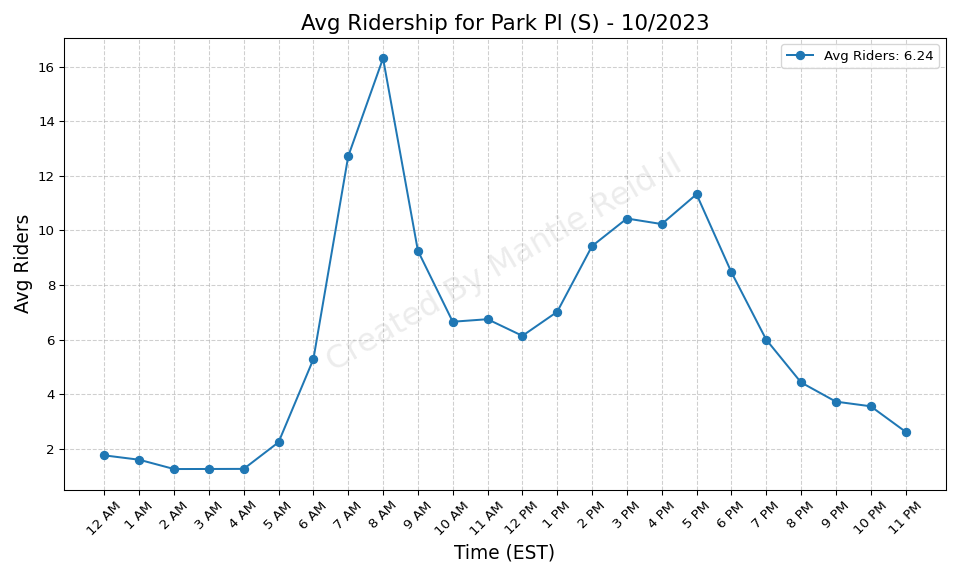 Avg Ridership for Park Pl (S) - 10/2023
Avg Riders: 6.24
16
14
12
10
8
6
4
2
Avg Riders
Created By Mantie Reid II
12 AM
1 AM
2 AM
3 AM
4 AM
5 AM
6 AM
7 AM
8 AM
9 AM
10 AM
11 AM
12 PM
1 PM
2 PM
3 PM
4 PM
5 PM
6 PM
7 PM
8 PM
9 PM
10 PM
11 PM
Time (EST)